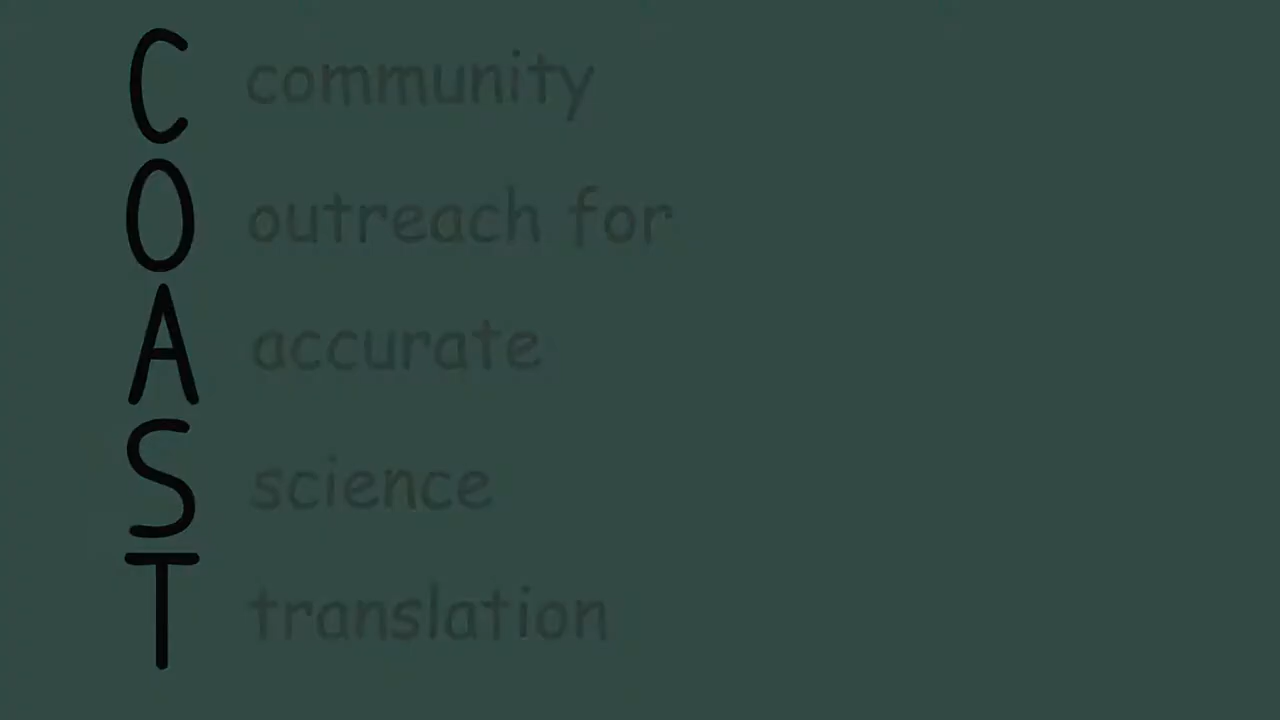 C community
O outreach for
A accurate
S science
T translation